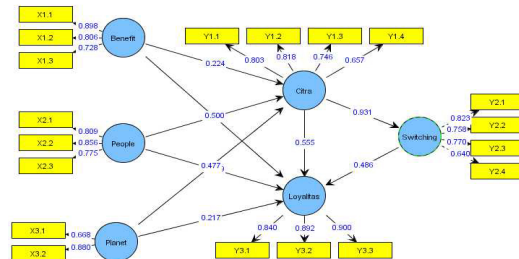 X1.1
X1.2
X1.3
0.898
0.806
0.728
Benefit
Y1.1
Y1.2
Y1.3
Y1.4
0.803
0.818
0.746
0.657
0.224
Citra
X2.1
X2.2
X2.3
0.809
0.856
0.775
People
0.500
0.477
0.931
0.555
Switching
Y2.1
Y2.2
Y2.3
Y2.4
0.823
0.758
0.770
0.640
0.486
Loyalitas
X3.1
X3.2
0.668
0.880
Planet
0.217
0.840
0.892
0.900
Y3.1
Y3.2
Y3.3